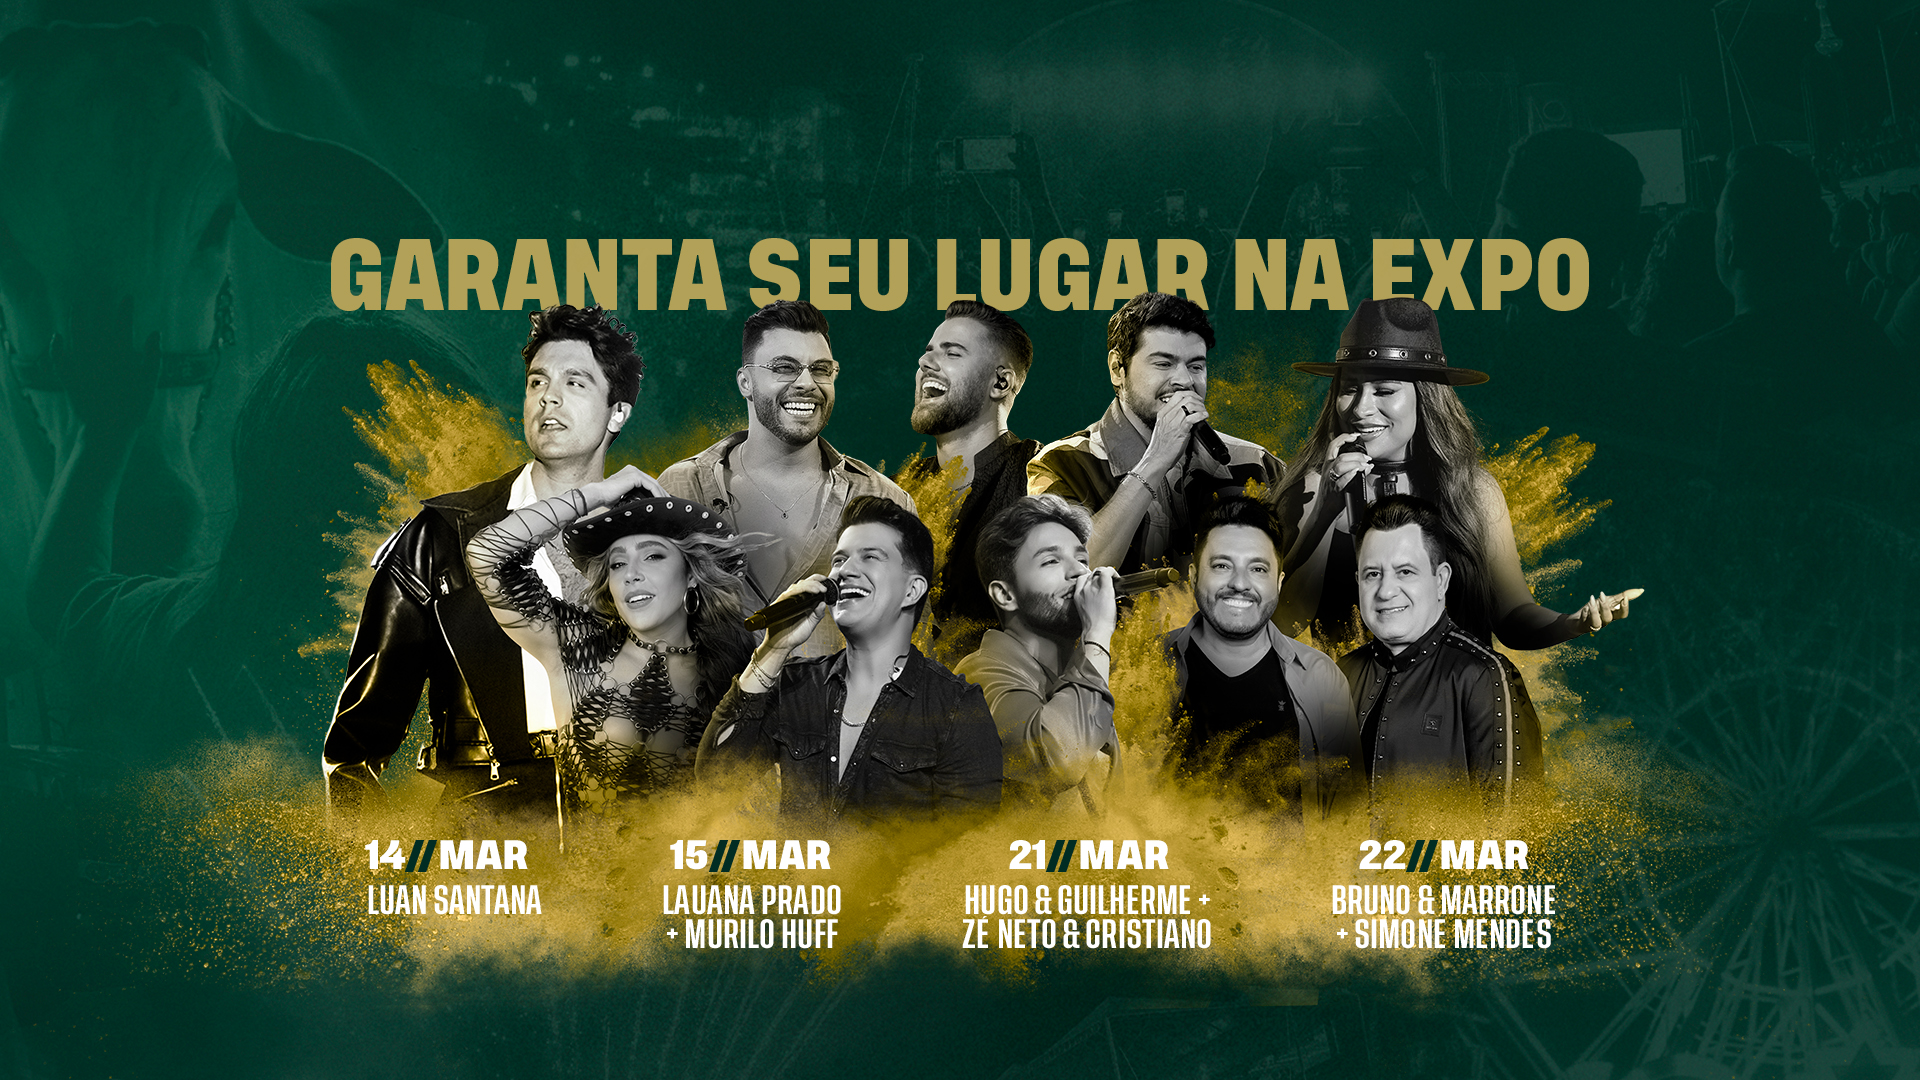 GARANTA SEU LUGAR NA EXPO
14//MAR
LUAN SANTANA
15//MAR
LAUANA PRADO
+ MURILO HUFF
21//MAR
HUGO & GUILHERME +
ZÉ NETO & CRISTIANO
22//MAR
BRUNO & MARRONE
+ SIMONE MENDES